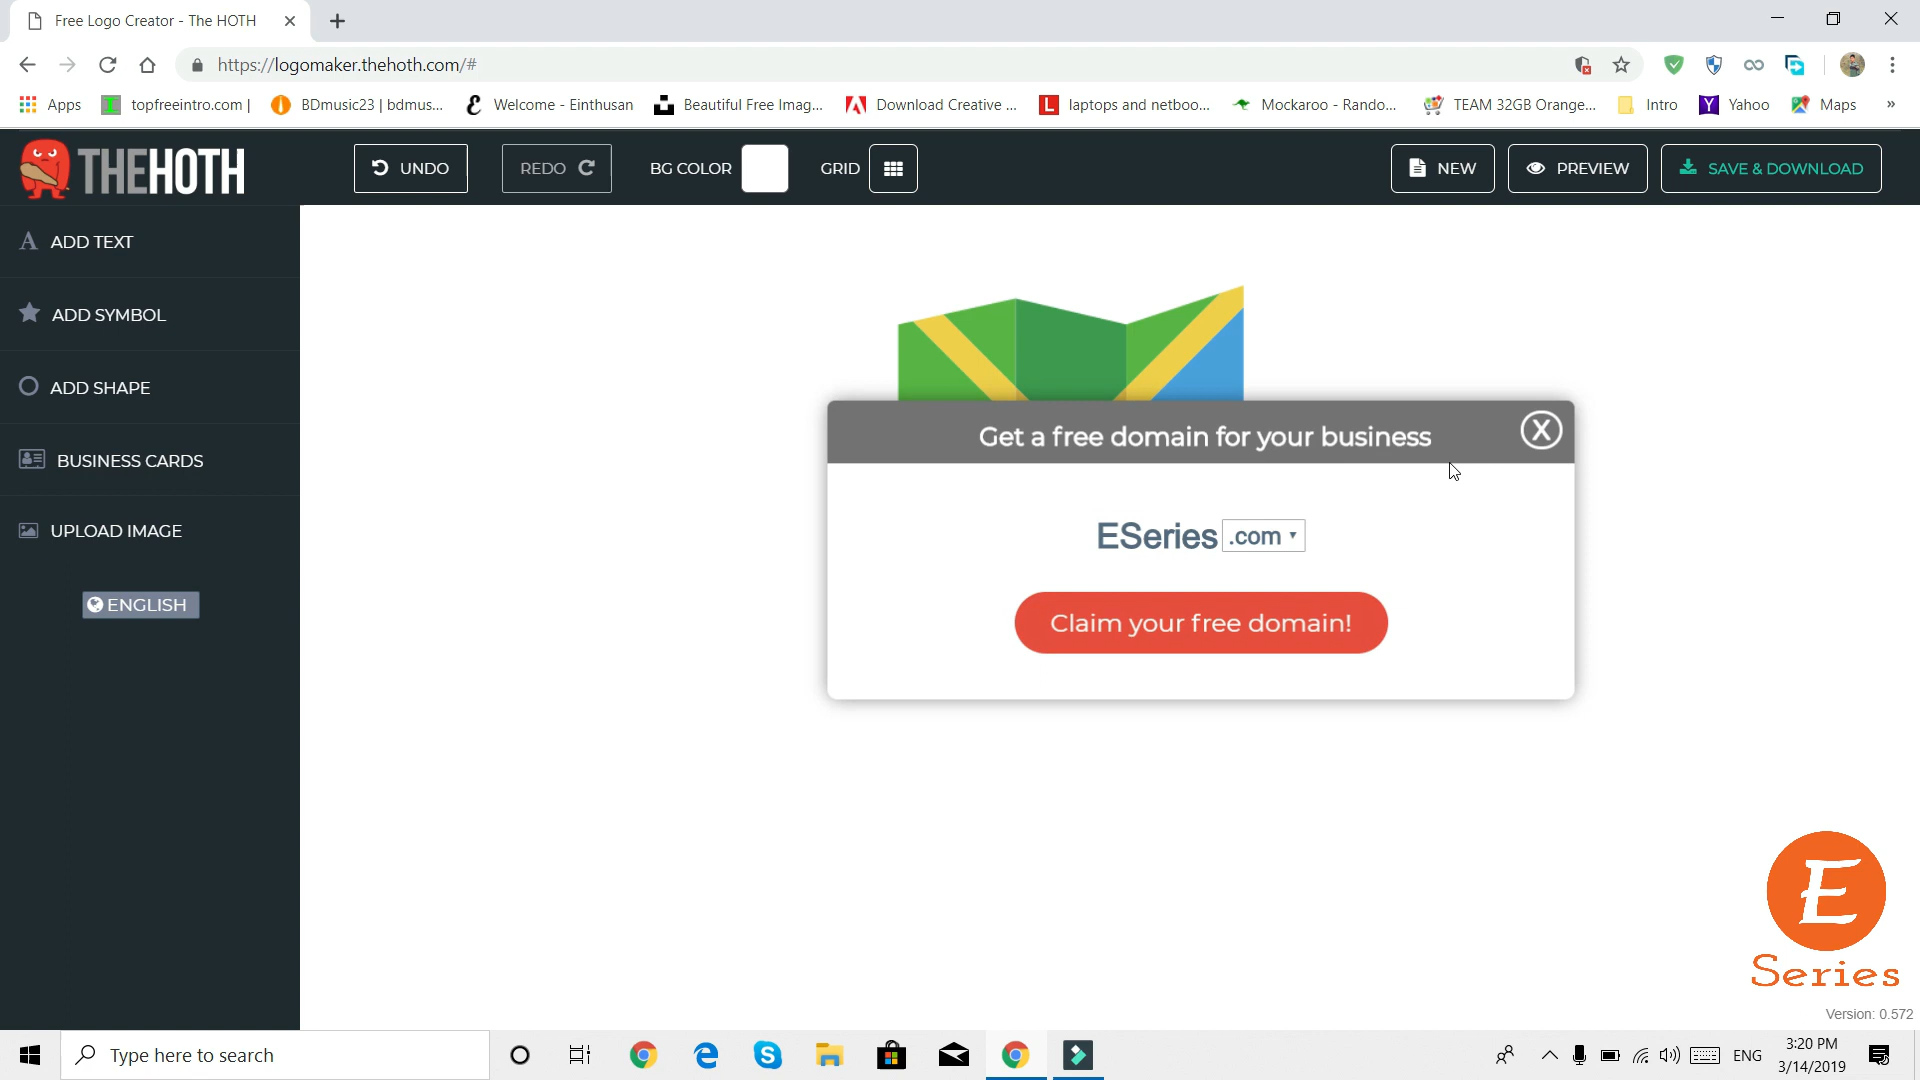 Free Logo Creator - The HOTH
https://logomaker.thehoth.com/#
Apps topfreeintro.com | BDmusic23 | bdmus... Welcome - Einthusan Beautiful Free Imag... Download Creative ... laptops and netboo... Mockaroo - Rando... TEAM 32GB Orange... Intro Yahoo Maps »
THEHOTH UNDO REDO BG COLOR GRID NEW PREVIEW SAVE & DOWNLOAD
ADD TEXT
ADD SYMBOL
ADD SHAPE
BUSINESS CARDS
UPLOAD IMAGE
ENGLISH
Get a free domain for your business X
ESeries .com
Claim your free domain!
E
Series
Version: 0.572
Type here to search
ENG
3:20 PM
3/14/2019